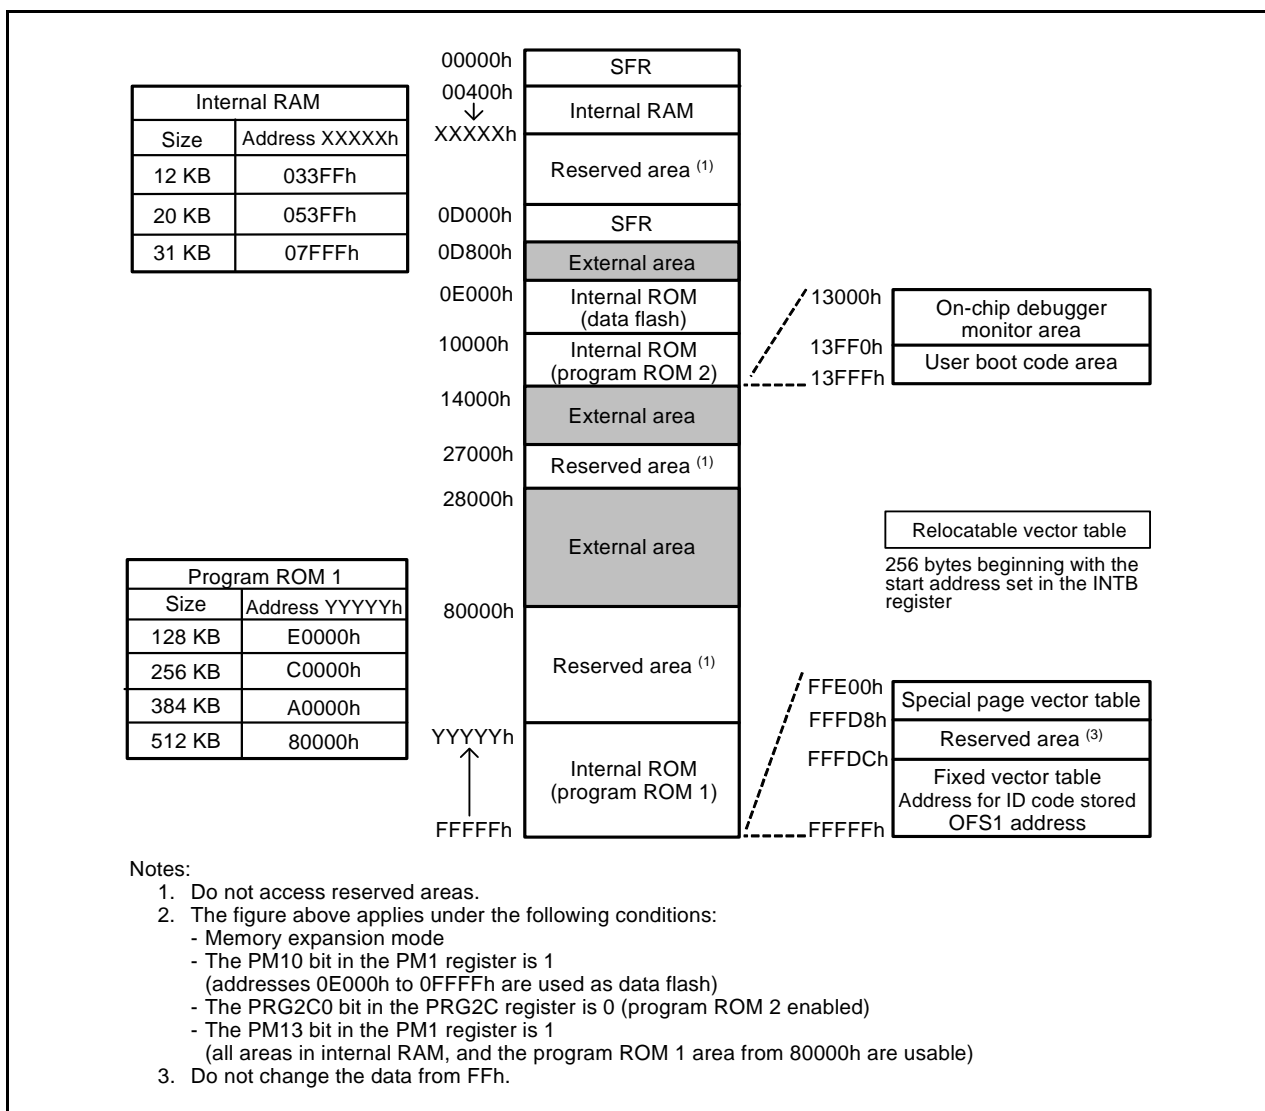 Internal RAM
Size Address XXXXXh
12 KB 033FFh
20 KB 053FFh
31 KB 07FFFh
Program ROM 1
Size Address YYYYYh
128 KB E0000h
256 KB C0000h
384 KB A0000h
512 KB 80000h
00000h
SFR
00400h
Internal RAM
XXXXXh
Reserved area (1)
0D000h
SFR
0D800h
External area
0E000h
Internal ROM
(data flash)
10000h
Internal ROM
(program ROM 2)
14000h
External area
27000h
Reserved area (1)
28000h
External area
80000h
Reserved area (1)
YYYYYh
Internal ROM
(program ROM 1)
FFFFFh
13000h
On-chip debugger
monitor area
13FF0h
User boot code area
13FFFh
Relocatable vector table
256 bytes beginning with the
start address set in the INTB
register
FFE00h
Special page vector table
FFFD8h
Reserved area (3)
FFFDCh
Fixed vector table
Address for ID code stored
OFS1 address
FFFFFh
Notes:
1. Do not access reserved areas.
2. The figure above applies under the following conditions:
- Memory expansion mode
- The PM10 bit in the PM1 register is 1
(addresses 0E000h to 0FFFFh are used as data flash)
- The PRG2C0 bit in the PRG2C register is 0 (program ROM 2 enabled)
- The PM13 bit in the PM1 register is 1
(all areas in internal RAM, and the program ROM 1 area from 80000h are usable)
3. Do not change the data from FFh.